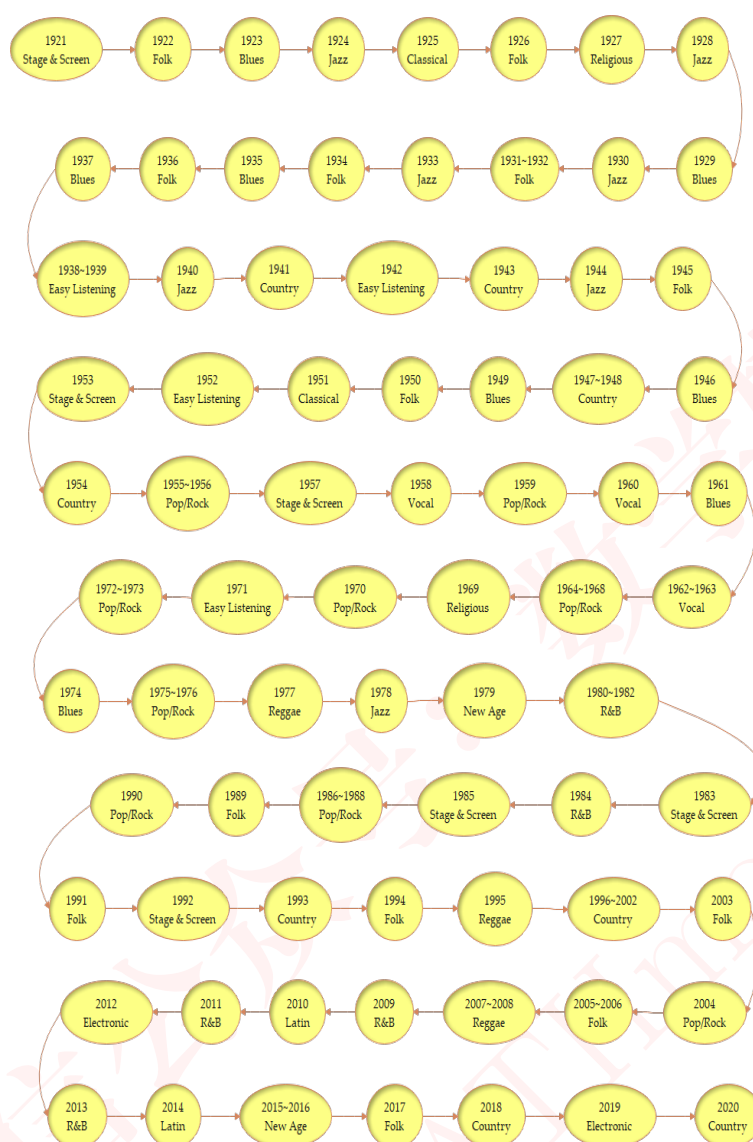 1921
Stage & Screen
1922
Folk
1923
Blues
1924
Jazz
1925
Classical
1926
Folk
1927
Religious
1928
Jazz
1929
Blues
1930
Jazz
1931~1932
Folk
1933
Jazz
1934
Folk
1935
Blues
1936
Folk
1937
Blues
1938~1939
Easy Listening
1940
Jazz
1941
Country
1942
Easy Listening
1943
Country
1944
Jazz
1945
Folk
1946
Blues
1947~1948
Country
1949
Blues
1950
Folk
1951
Classical
1952
Easy Listening
1953
Stage & Screen
1954
Country
1955~1956
Pop/Rock
1957
Stage & Screen
1958
Vocal
1959
Pop/Rock
1960
Vocal
1961
Blues
1962~1963
Vocal
1964~1968
Pop/Rock
1969
Religious
1970
Pop/Rock
1971
Easy Listening
1972~1973
Pop/Rock
1974
Blues
1975~1976
Pop/Rock
1977
Reggae
1978
Jazz
1979
New Age
1980~1982
R&B
1983
Stage & Screen
1984
R&B
1985
Stage & Screen
1986~1988
Pop/Rock
1989
Folk
1990
Pop/Rock
1991
Folk
1992
Stage & Screen
1993
Country
1994
Folk
1995
Reggae
1996~2002
Country
2003
Folk
2004
Pop/Rock
2005~2006
Folk
2007~2008
Reggae
2009
R&B
2010
Latin
2011
R&B
2012
Electronic
2013
R&B
2014
Latin
2015~2016
New Age
2017
Folk
2018
Country
2019
Electronic
2020
Country